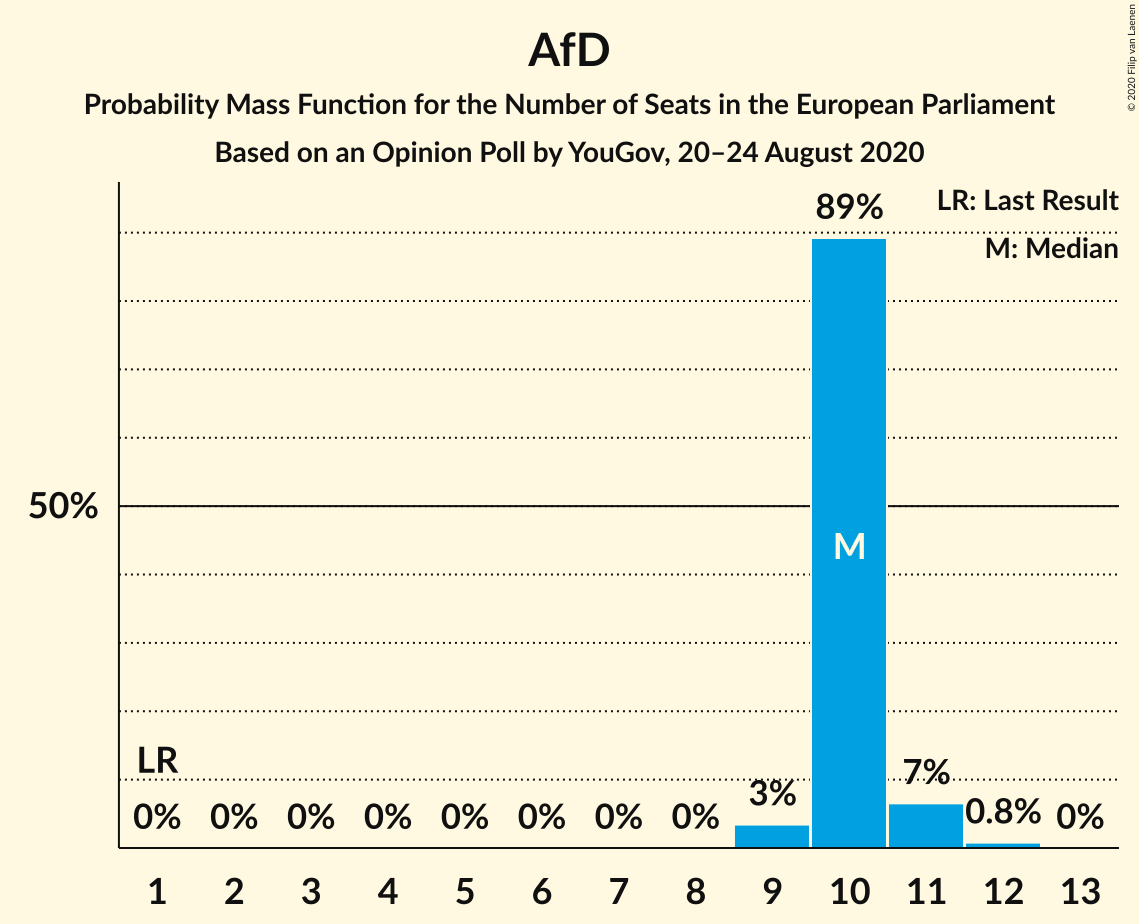 © 2020 Filip van Laenen
AfD
Probability Mass Function for the Number of Seats in the European Parliament
Based on an Opinion Poll by YouGov, 20–24 August 2020
LR: Last Result
M: Median
89%
50%
M
LR
0% 0% 0% 0% 0% 0% 0% 0% 3% 7% 0.8% 0%
1 2 3 4 5 6 7 8 9 10 11 12 13